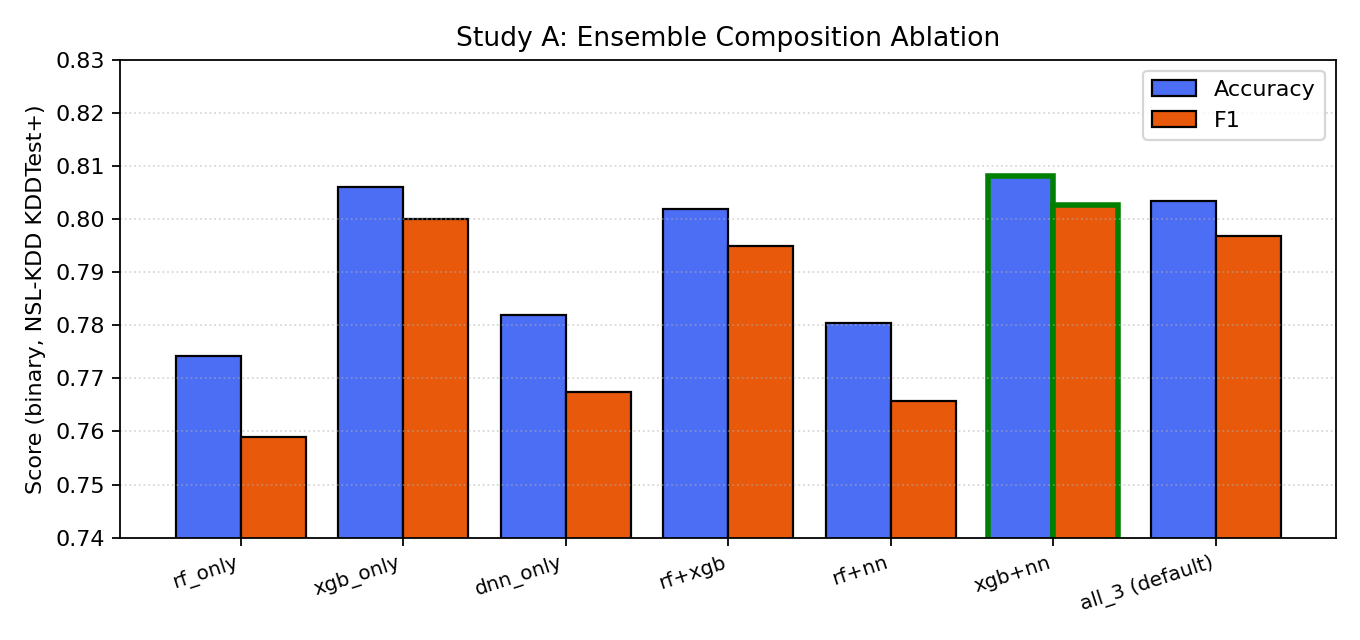 Study A: Ensemble Composition Ablation
Score (binary, NSL-KDD KDDTest+)
0.83
0.82
0.81
0.80
0.79
0.78
0.77
0.76
0.75
0.74
Accuracy
F1
rf_only
xgb_only
dnn_only
rf+xgb
rf+nn
xgb+nn
all_3 (default)